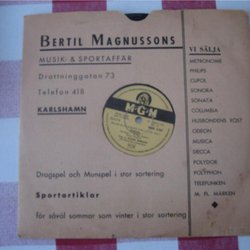 BERTIL MAGNUSSONS
MUSIK- & SPORTAFFÄR
Drottninggatan 73
Telefon 418
KARLSHAMN
VI SÄLJA
METRONOME
PHILIPS
CUPOL
SONORA
SONATA
COLUMBIA
HUSBONDENS RÖST
ODEON
MUSICA
DECCA
POLYDOR
POLYPHON
TELEFUNKEN
M. FL. MÄRKEN
M-G-M
Dragspel och Munspel i stor sortering
Sportartiklar
för såväl sommar som vinter i stor sortering